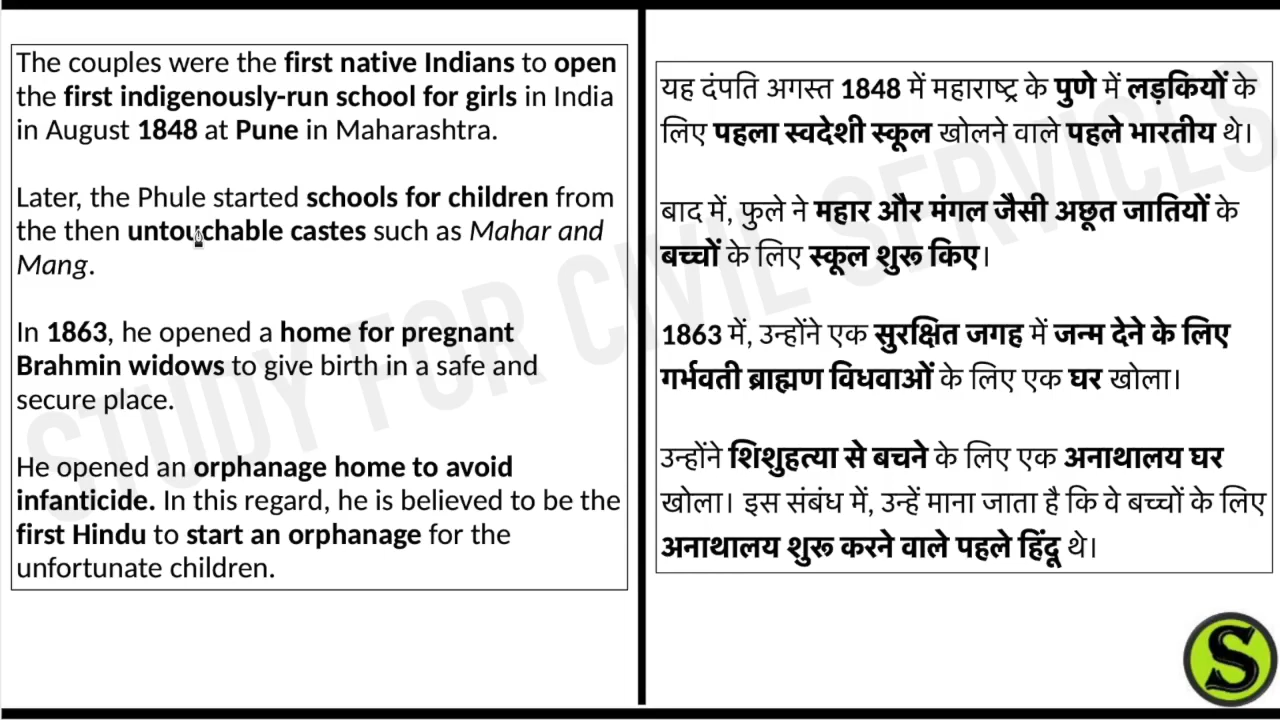 The couples were the first native Indians to open
the first indigenously-run school for girls in India
in August 1848 at Pune in Maharashtra.
Later, the Phule started schools for children from
the then untouchable castes such as Mahar and
Mang.
In 1863, he opened a home for pregnant
Brahmin widows to give birth in a safe and
secure place.
He opened an orphanage home to avoid
infanticide. In this regard, he is believed to be the
first Hindu to start an orphanage for the
unfortunate children.
यह दंपति अगस्त 1848 में महाराष्ट्र के पुणे में लड़कियों के
लिए पहला स्वदेशी स्कूल खोलने वाले पहले भारतीय थे।
बाद में, फुले ने महार और मंगल जैसी अछूत जातियों के
बच्चों के लिए स्कूल शुरू किए।
1863 में, उन्होंने एक सुरक्षित जगह में जन्म देने के लिए
गर्भवती ब्राह्मण विधवाओं के लिए एक घर खोला।
उन्होंने शिशुहत्या से बचने के लिए एक अनाथालय घर
खोला। इस संबंध में, उन्हें माना जाता है कि वे बच्चों के लिए
अनाथालय शुरू करने वाले पहले हिंदू थे।
STUDY FOR CIVIL SERVICES
S